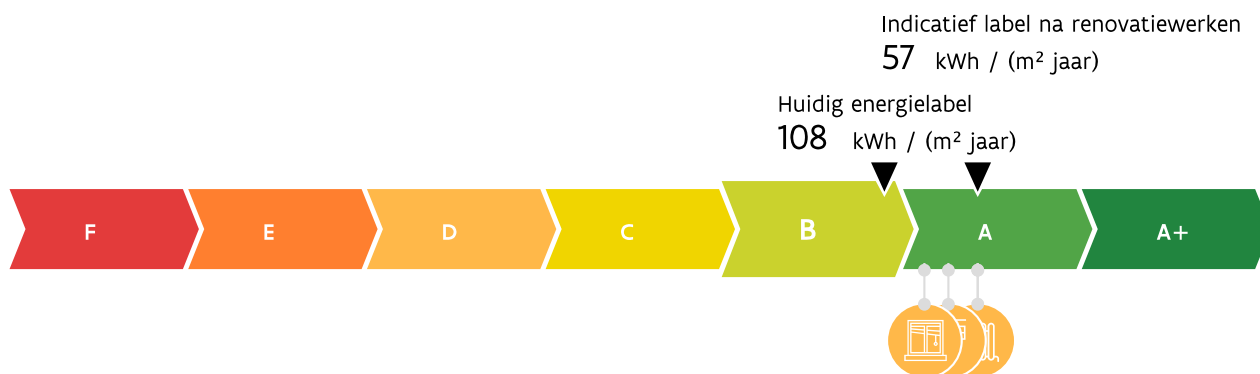 Indicatief label na renovatiewerken
57 kWh / (m² jaar)
Huidig energielabel
108 kWh / (m² jaar)
F E D C B A A+